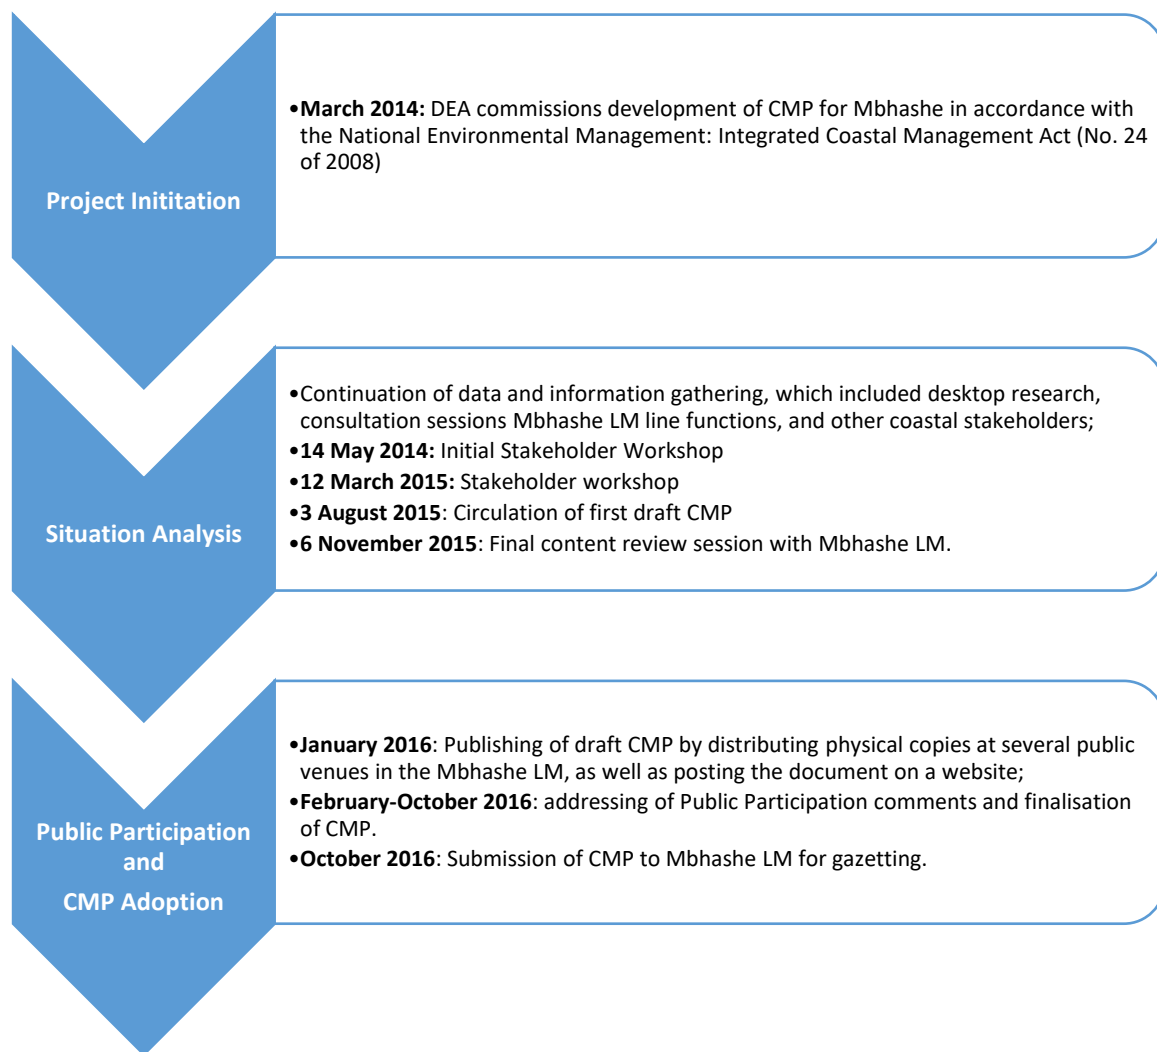 Project Inititation
•March 2014: DEA commissions development of CMP for Mbhashe in accordance with
the National Environmental Management: Integrated Coastal Management Act (No. 24
of 2008)
Situation Analysis
•Continuation of data and information gathering, which included desktop research,
consultation sessions Mbhashe LM line functions, and other coastal stakeholders;
•14 May 2014: Initial Stakeholder Workshop
•12 March 2015: Stakeholder workshop
•3 August 2015: Circulation of first draft CMP
•6 November 2015: Final content review session with Mbhashe LM.
Public Participation
and
CMP Adoption
•January 2016: Publishing of draft CMP by distributing physical copies at several public
venues in the Mbhashe LM, as well as posting the document on a website;
•February-October 2016: addressing of Public Participation comments and finalisation
of CMP.
•October 2016: Submission of CMP to Mbhashe LM for gazetting.